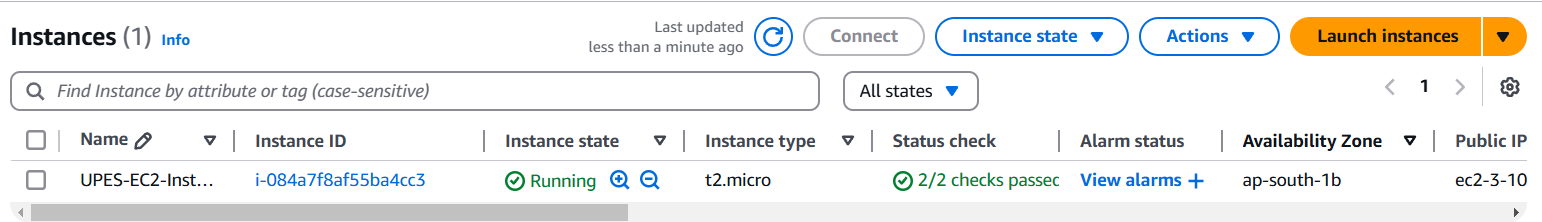 Instances (1) Info
Last updated
less than a minute ago
Connect
Instance state
Actions
Launch instances
Find Instance by attribute or tag (case-sensitive)
All states
1
Name Instance ID Instance state Instance type Status check Alarm status Availability Zone Public IP
UPES-EC2-Inst... i-084a7f8af55ba4cc3 Running t2.micro 2/2 checks passed View alarms + ap-south-1b ec2-3-10